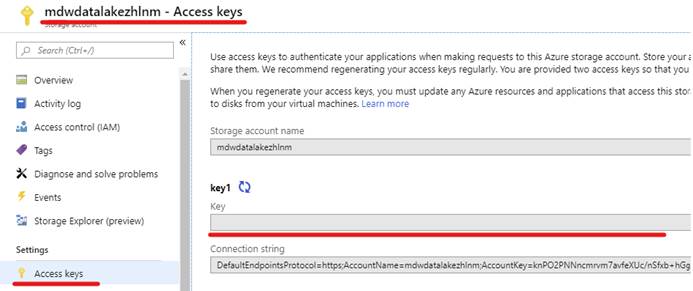 mdwdatalakezhlnm - Access keys
Storage account
Search (Ctrl+/)
«
Overview
Activity log
Access control (IAM)
Tags
Diagnose and solve problems
Events
Storage Explorer (preview)
Settings
Access keys
Use access keys to authenticate your applications when making requests to this Azure storage account. Store your a
share them. We recommend regenerating your access keys regularly. You are provided two access keys so that you
When you regenerate your access keys, you must update any Azure resources and applications that access this sto
to disks from your virtual machines. Learn more
Storage account name
mdwdatalakezhlnm
key1
Key
Connection string
DefaultEndpointsProtocol=https;AccountName=mdwdatalakezhlnm;AccountKey=knPO2PNNncmrvm7avfeXUc/nSfxb+hGg